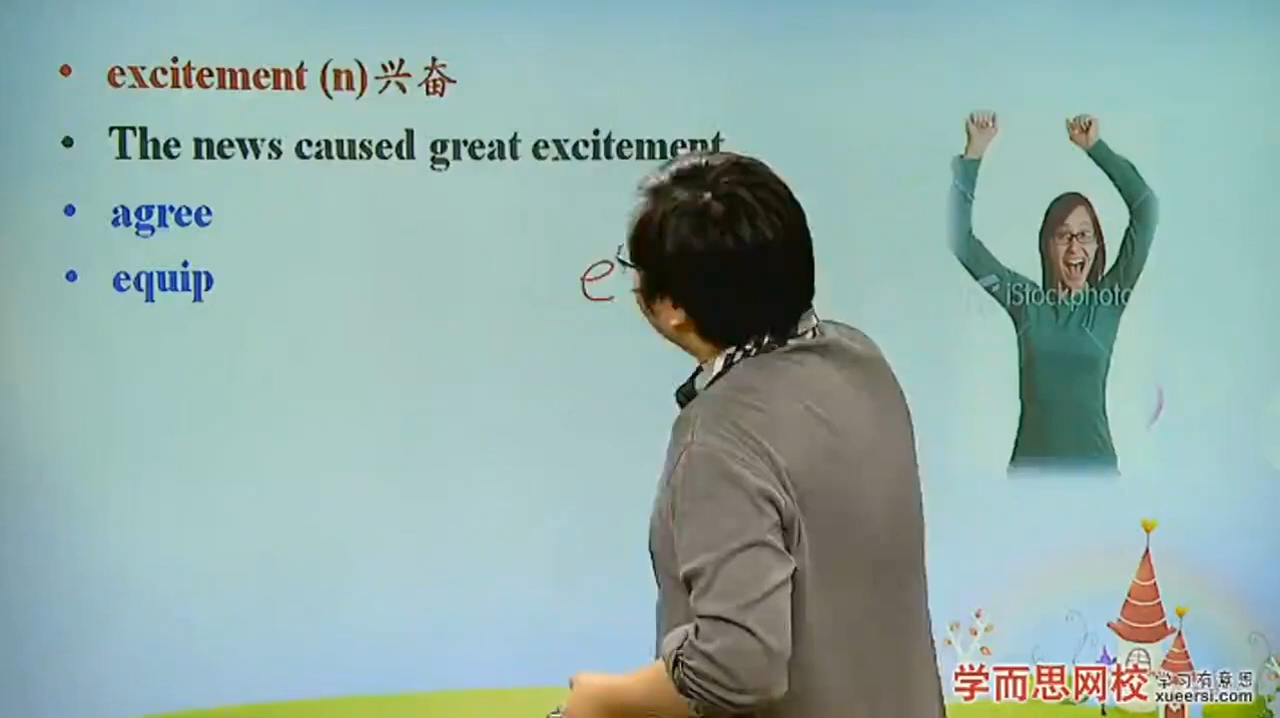 • excitement (n) 兴奋
• The news caused great excitement
• agree
• equip
e
iStockphoto
学而思网校
学习有意思
xueersi.com